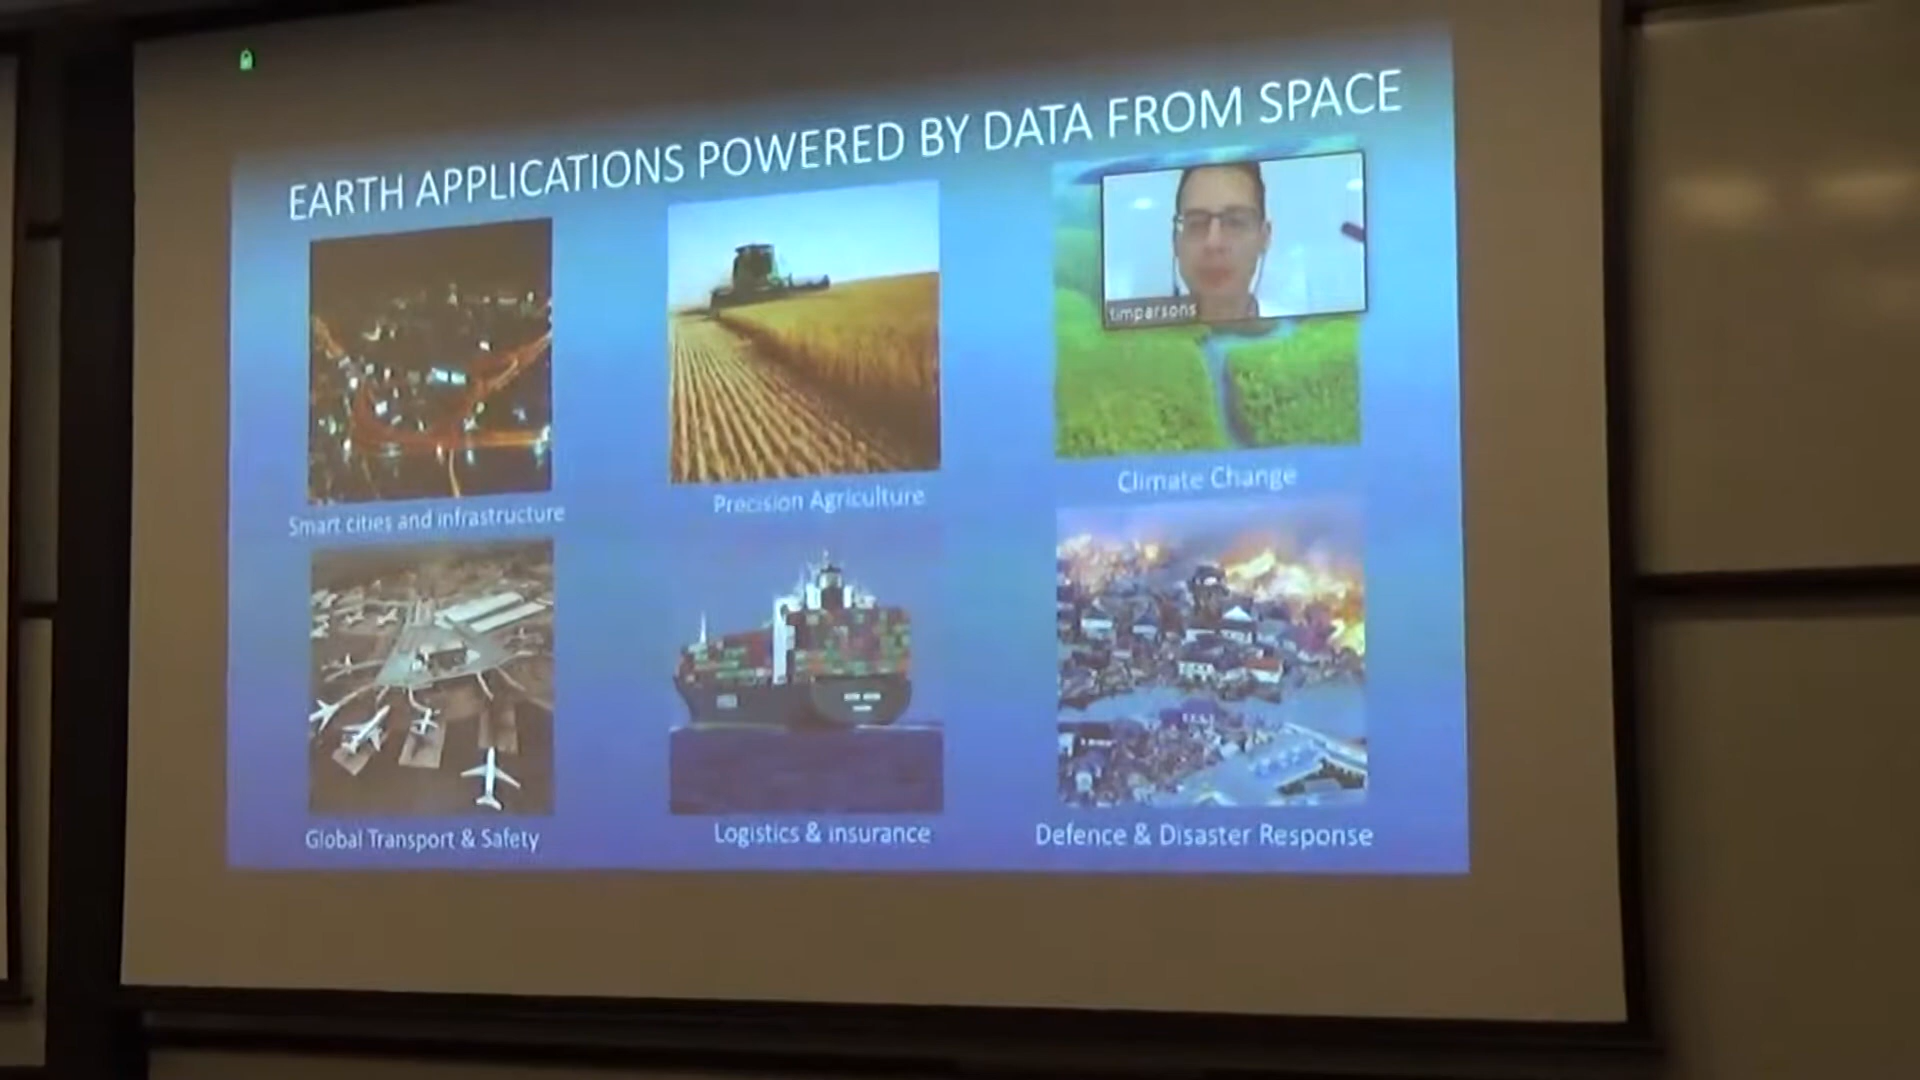 EARTH APPLICATIONS POWERED BY DATA FROM SPACE
timparsons
Smart cities and infrastructure
Precision Agriculture
Climate Change
Global Transport & Safety
Logistics & insurance
Defence & Disaster Response